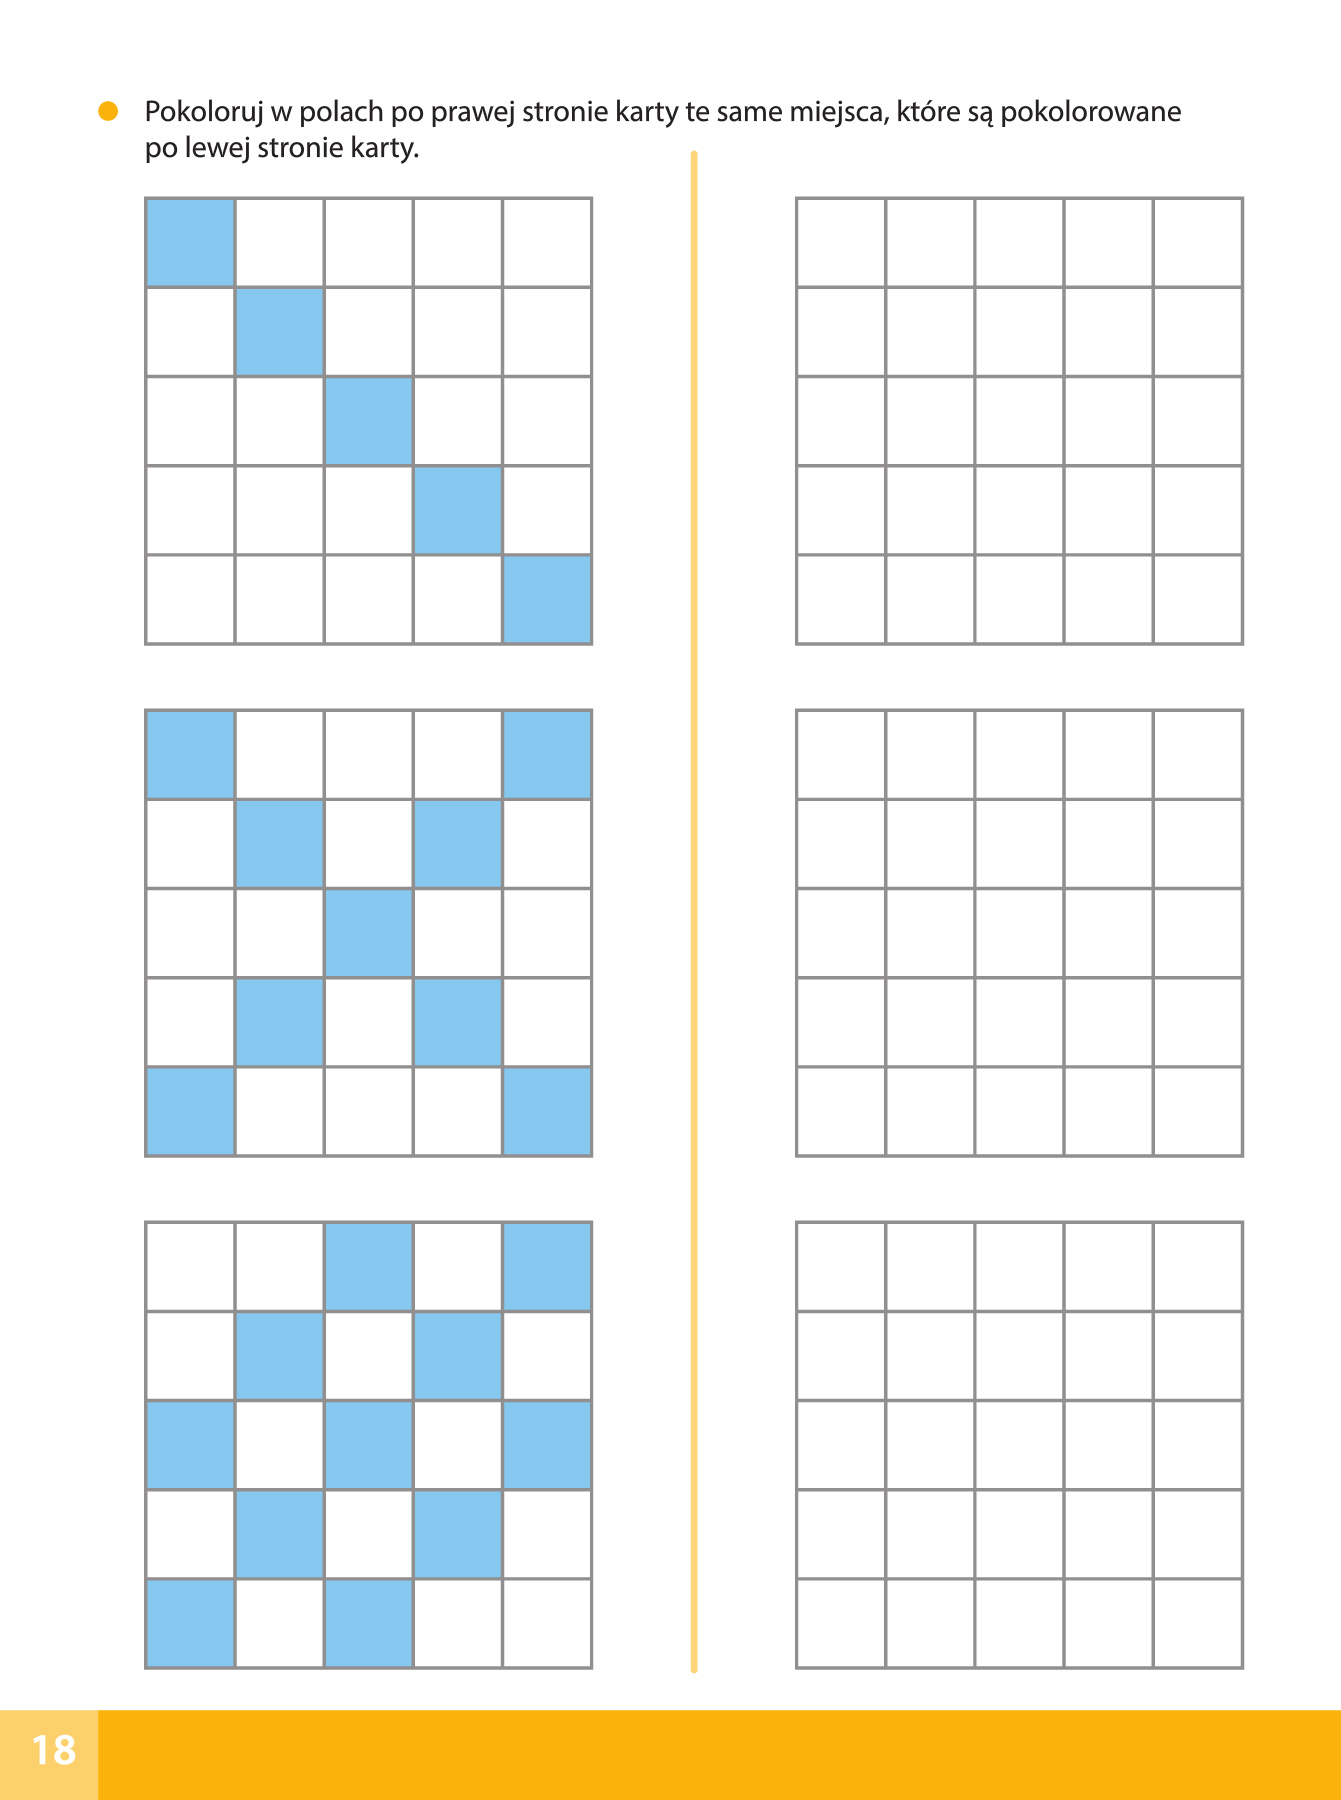 Pokoloruj w polach po prawej stronie karty te same miejsca, które są pokolorowane
po lewej stronie karty.
18